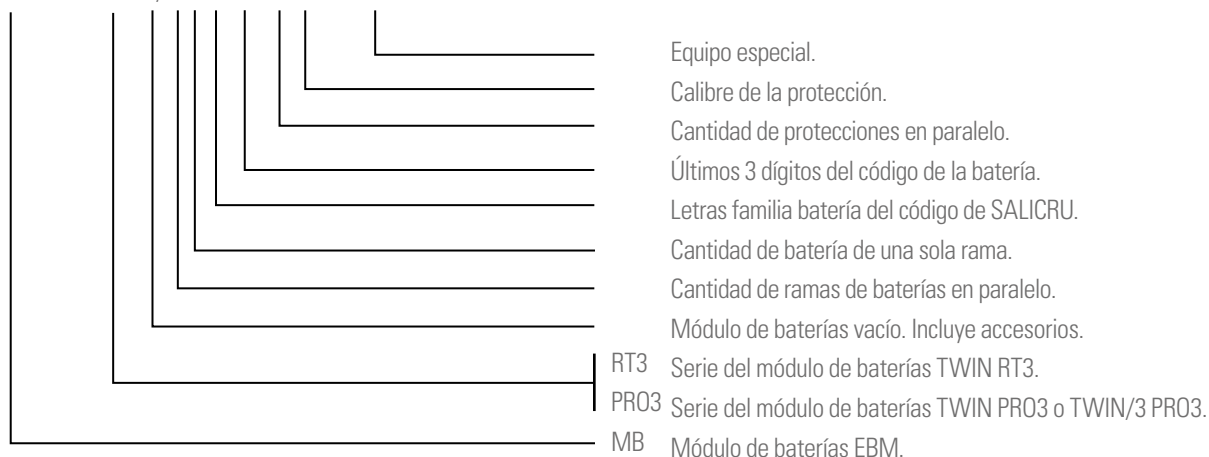 Equipo especial.
Calibre de la protección.
Cantidad de protecciones en paralelo.
Últimos 3 dígitos del código de la batería.
Letras familia batería del código de SALICRU.
Cantidad de batería de una sola rama.
Cantidad de ramas de baterías en paralelo.
Módulo de baterías vacío. Incluye accesorios.
RT3 Serie del módulo de baterías TWIN RT3.
PRO3 Serie del módulo de baterías TWIN PRO3 o TWIN/3 PRO3.
MB Módulo de baterías EBM.